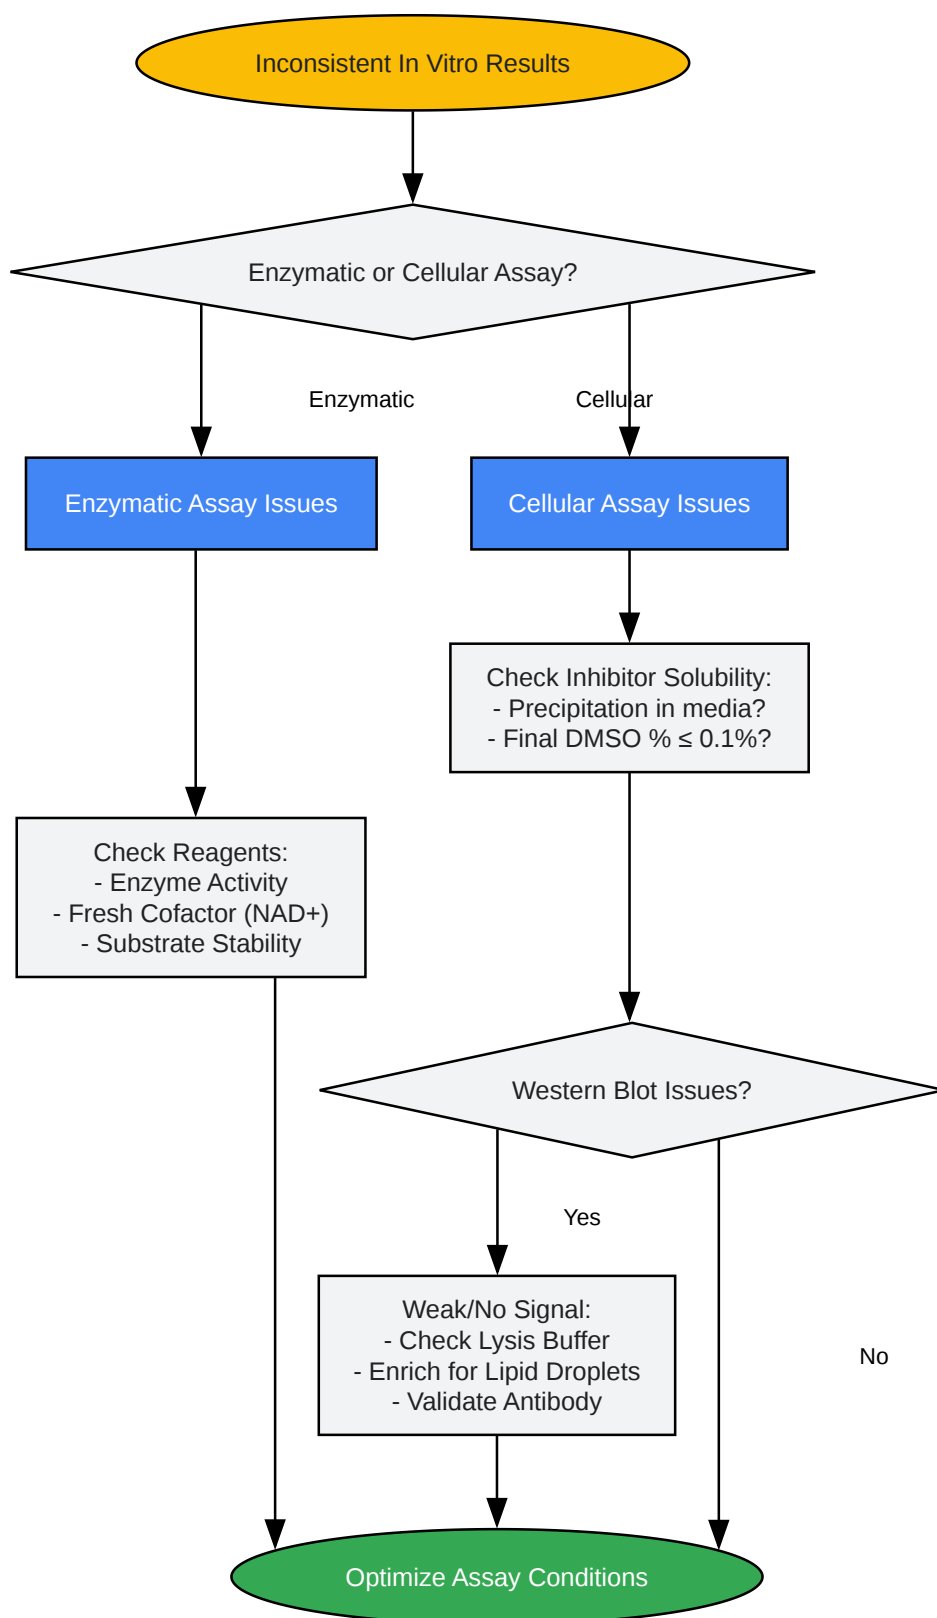 Inconsistent In Vitro Results
Enzymatic or Cellular Assay?
Enzymatic
Cellular
Enzymatic Assay Issues
Cellular Assay Issues
Check Inhibitor Solubility:
- Precipitation in media?
- Final DMSO % ≤ 0.1%?
Check Reagents:
- Enzyme Activity
- Fresh Cofactor (NAD+)
- Substrate Stability
Western Blot Issues?
Yes
Weak/No Signal:
- Check Lysis Buffer
- Enrich for Lipid Droplets
- Validate Antibody
No
Optimize Assay Conditions